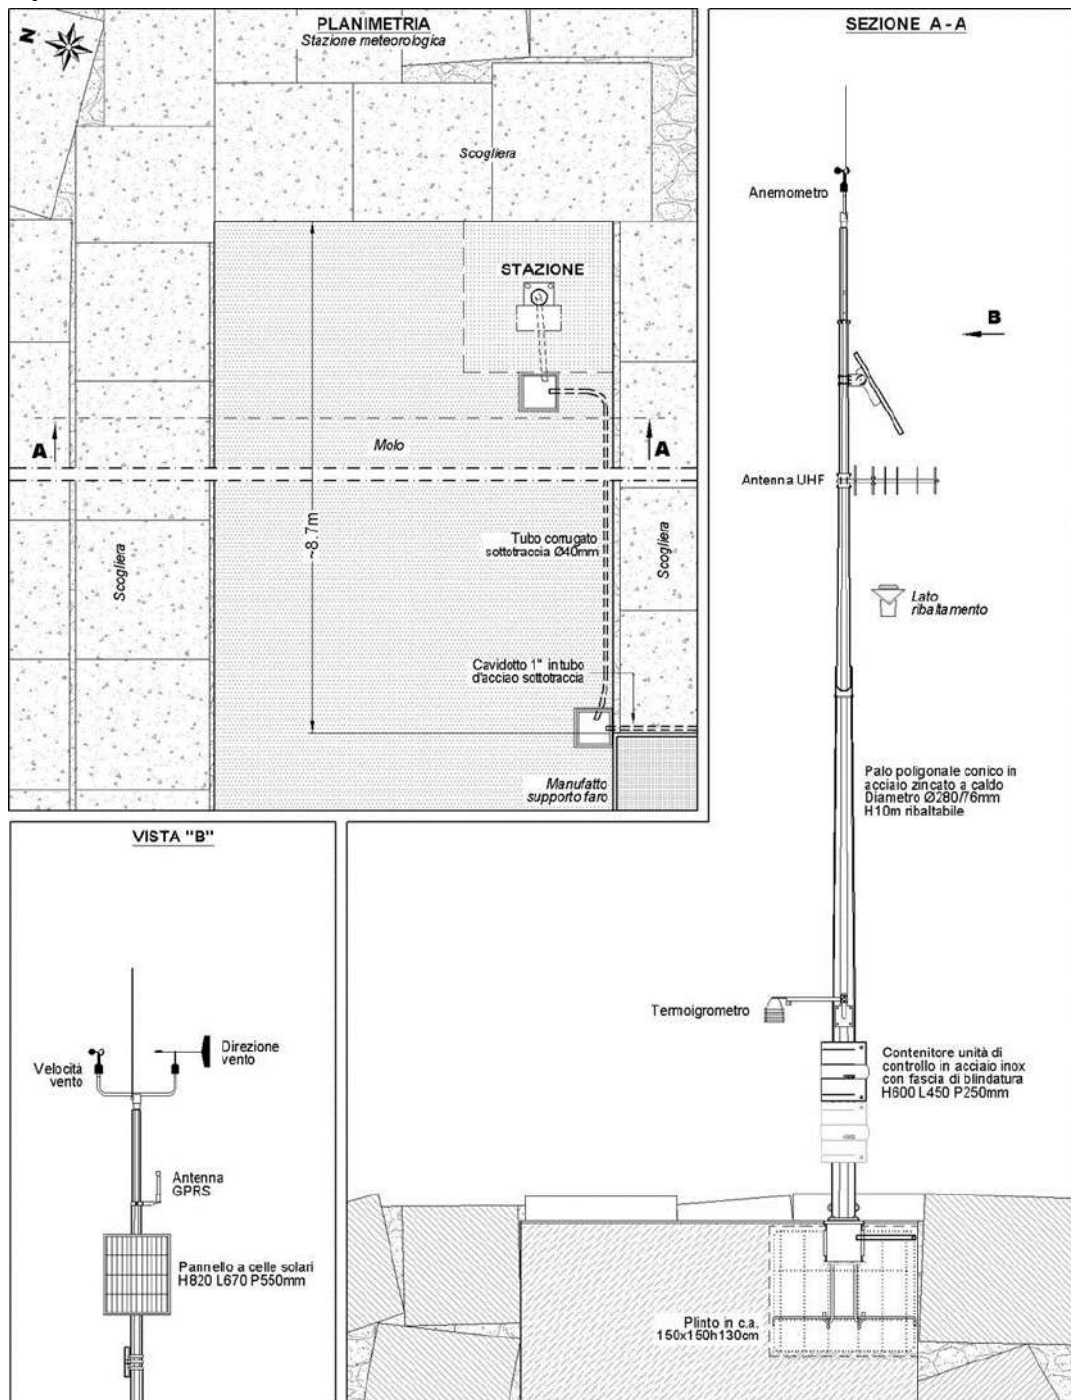 PLANIMETRIA
Stazione meteorologica
N
Scogliera
STAZIONE
A
A
Molo
~8.7m
Tubo corrugato
sottotraccia Ø40mm
Scogliera
Scogliera
Cavidotto 1" in tubo
d'acciao sottotraccia
Manufatto
supporto faro
SEZIONE A - A
Anemometro
B
Antenna UHF
Lato
ribaltamento
Palo poligonale conico in
acciaio zincato a caldo
Diametro Ø280/76mm
H10m ribaltabile
Termoigrometro
Contenitore unità di
controllo in acciaio inox
con fascia di blindatura
H600 L450 P250mm
Plinto in c.a.
150x150h130cm
VISTA "B"
Velocità
vento
Direzione
vento
Antenna
GPRS
Pannello a celle solari
H820 L670 P550mm